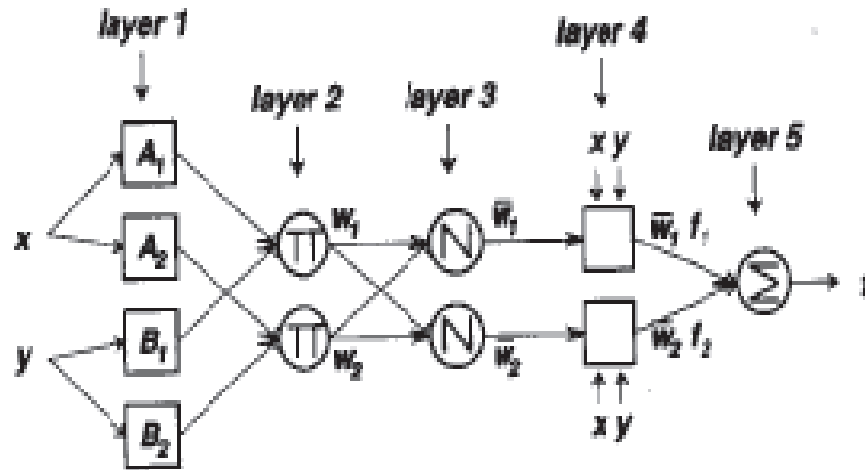 layer 1
layer 2
layer 3
layer 4
layer 5
x
y
A₁
A₂
B₁
B₂
Π
Π
w₁
w₂
N
N
w̅₁
w̅₂
x y
x y
w̅₁ f₁
w̅₂ f₂
Σ